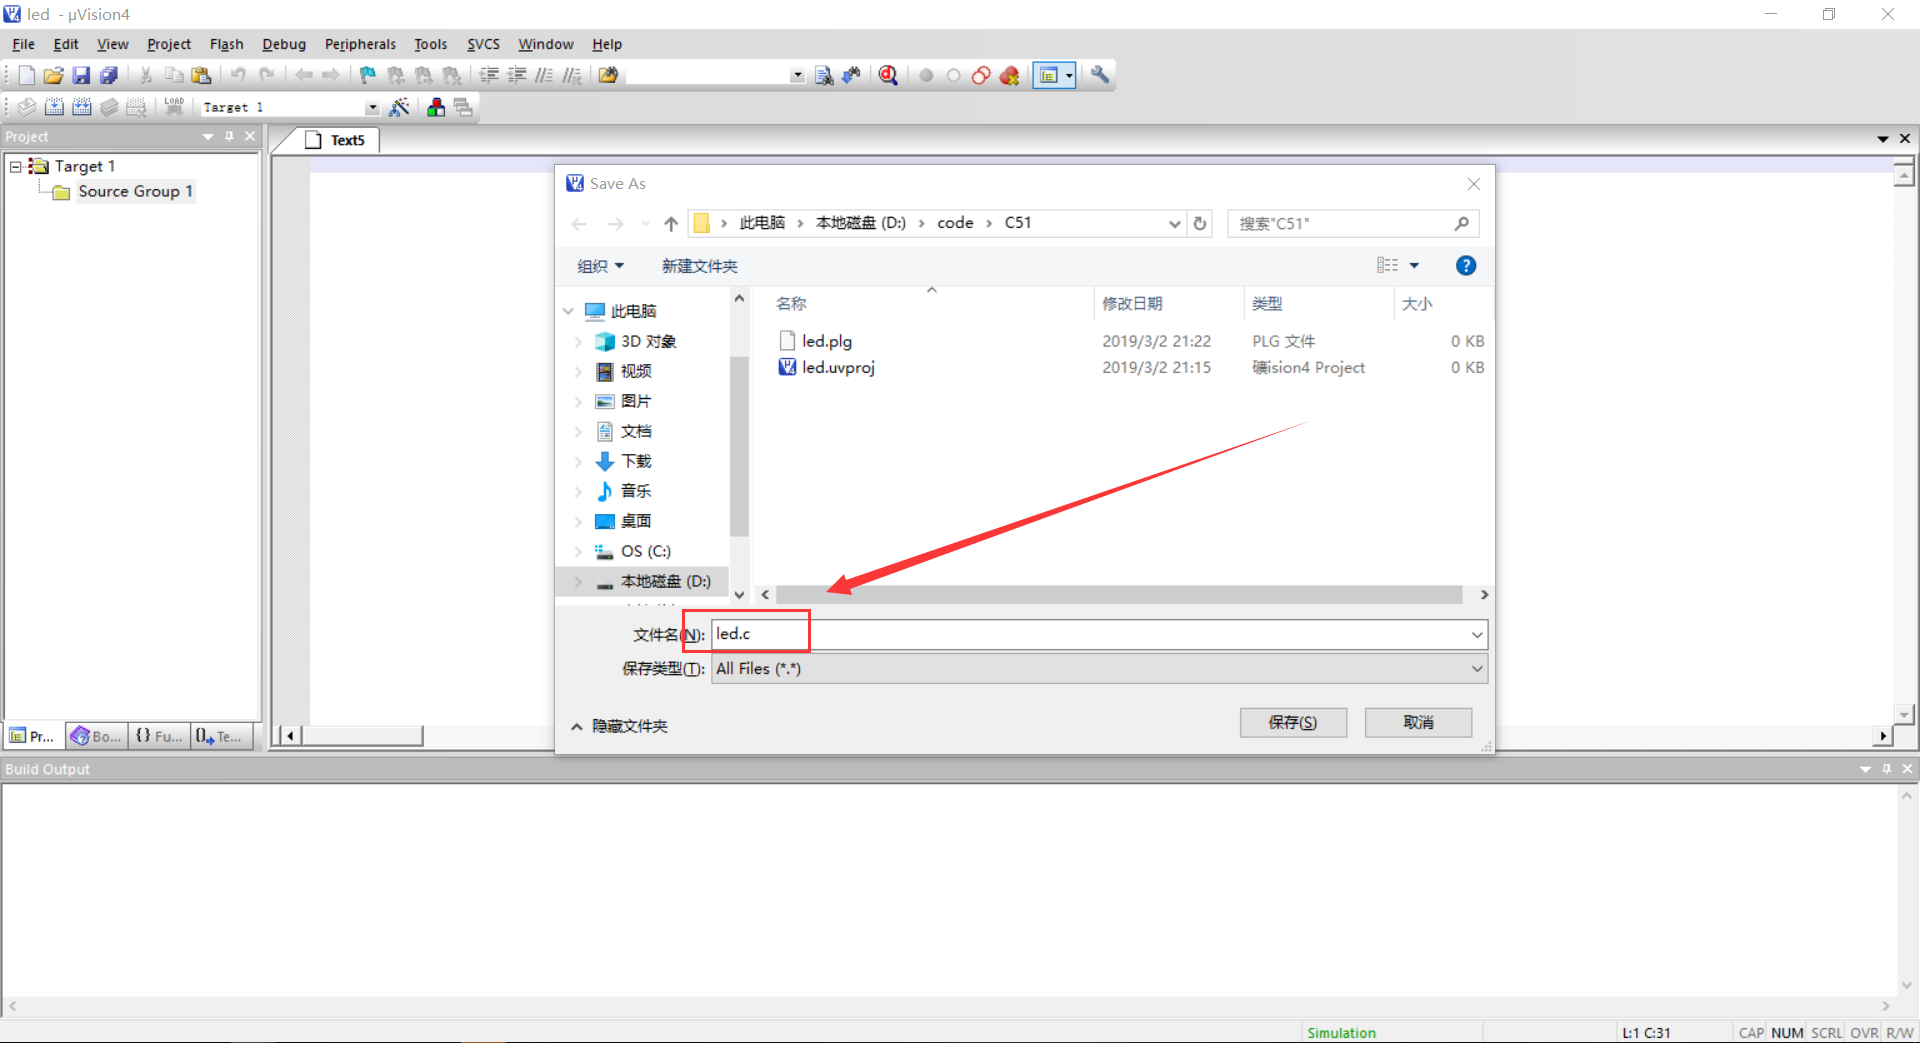 led - µVision4
File Edit View Project Flash Debug Peripherals Tools SVCS Window Help
LOAD Target 1
Project
Text5
Target 1
Source Group 1
Save As
此电脑 › 本地磁盘 (D:) › code › C51
搜索"C51"
组织 新建文件夹
名称 修改日期 类型 大小
led.plg 2019/3/2 21:22 PLG 文件 0 KB
led.uvproj 2019/3/2 21:15 礦ision4 Project 0 KB
此电脑
3D 对象
视频
图片
文档
下载
音乐
桌面
OS (C:)
本地磁盘 (D:)
文件名(N): led.c
保存类型(T): All Files (*.*)
隐藏文件夹 保存(S) 取消
Pr... Bo... {} Fu... Te...
Build Output
Simulation L:1 C:31 CAP NUM SCRL OVR R/W